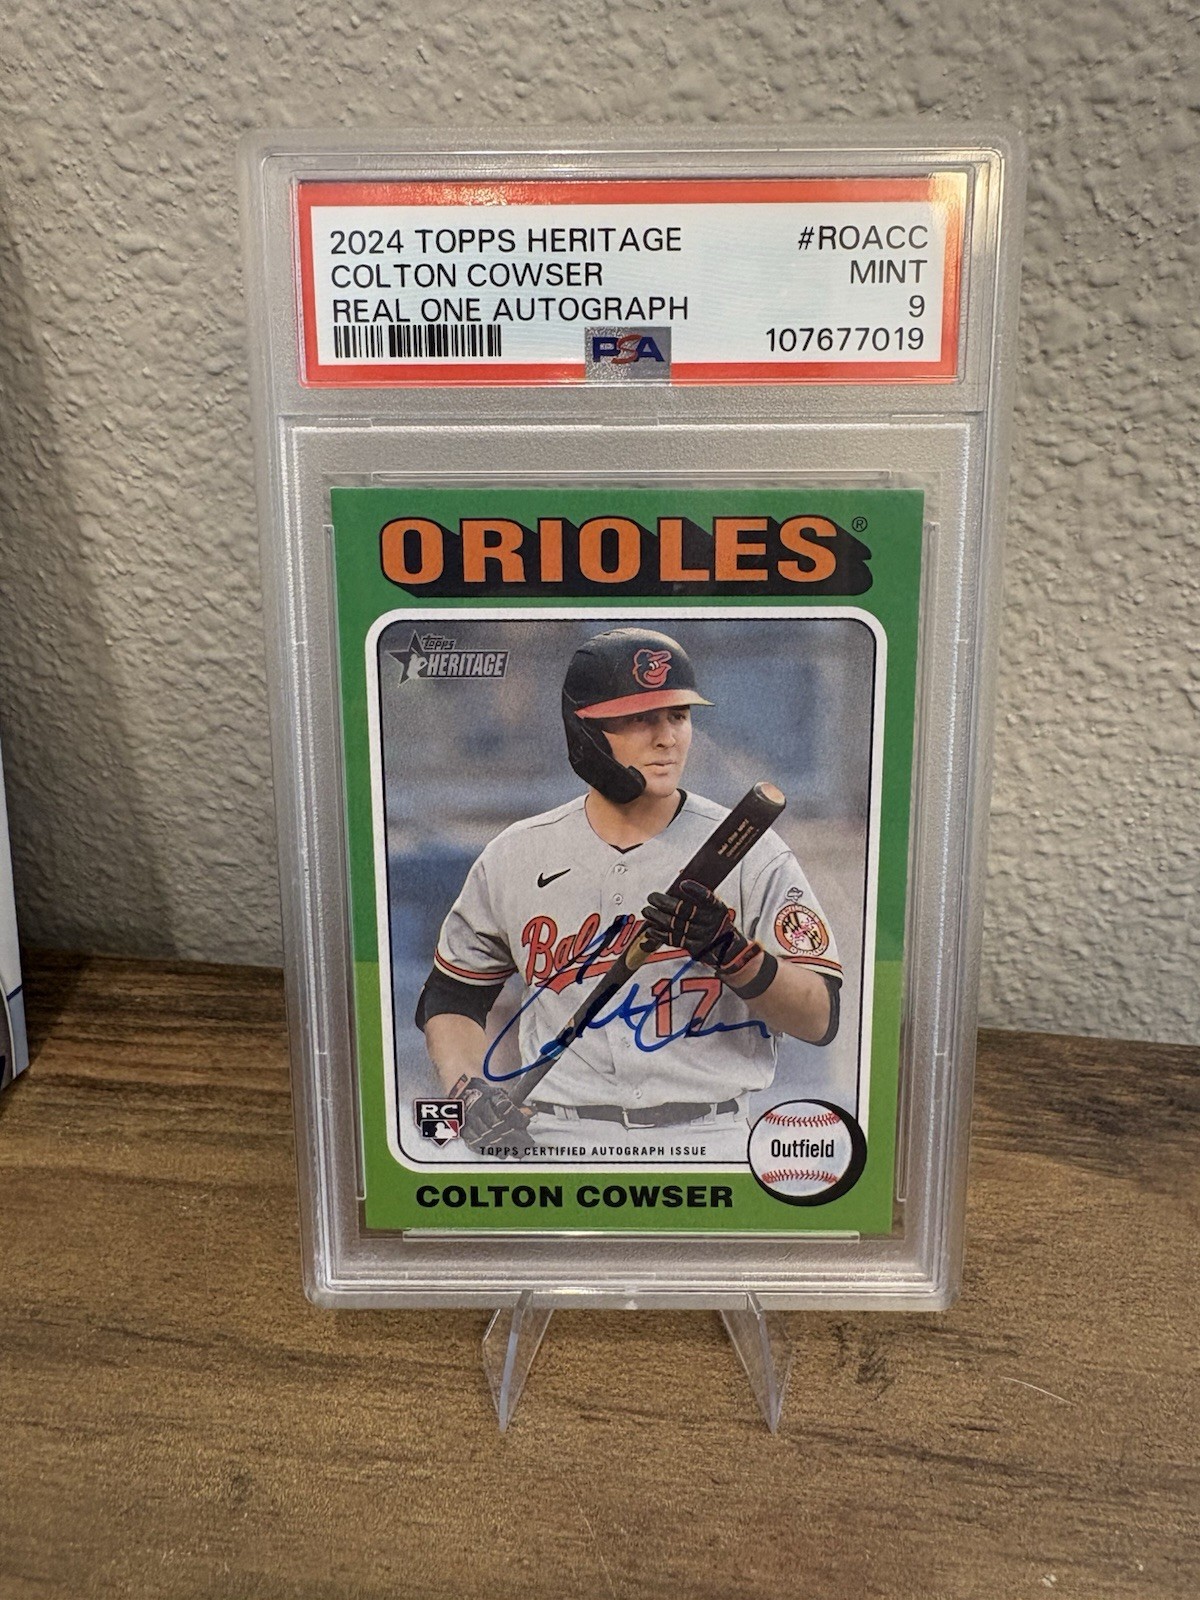 2024 TOPPS HERITAGE #ROACC
COLTON COWSER MINT
REAL ONE AUTOGRAPH 9
PSA 107677019
ORIOLES®
TOPPS
HERITAGE
17
RC
TOPPS CERTIFIED AUTOGRAPH ISSUE
Outfield
COLTON COWSER